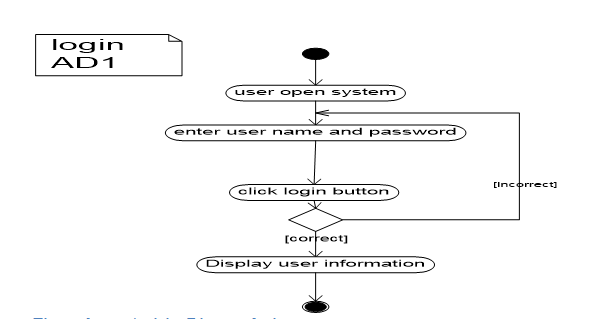 login
AD1
user open system
enter user name and password
click login button
[incorrect]
[correct]
Display user information